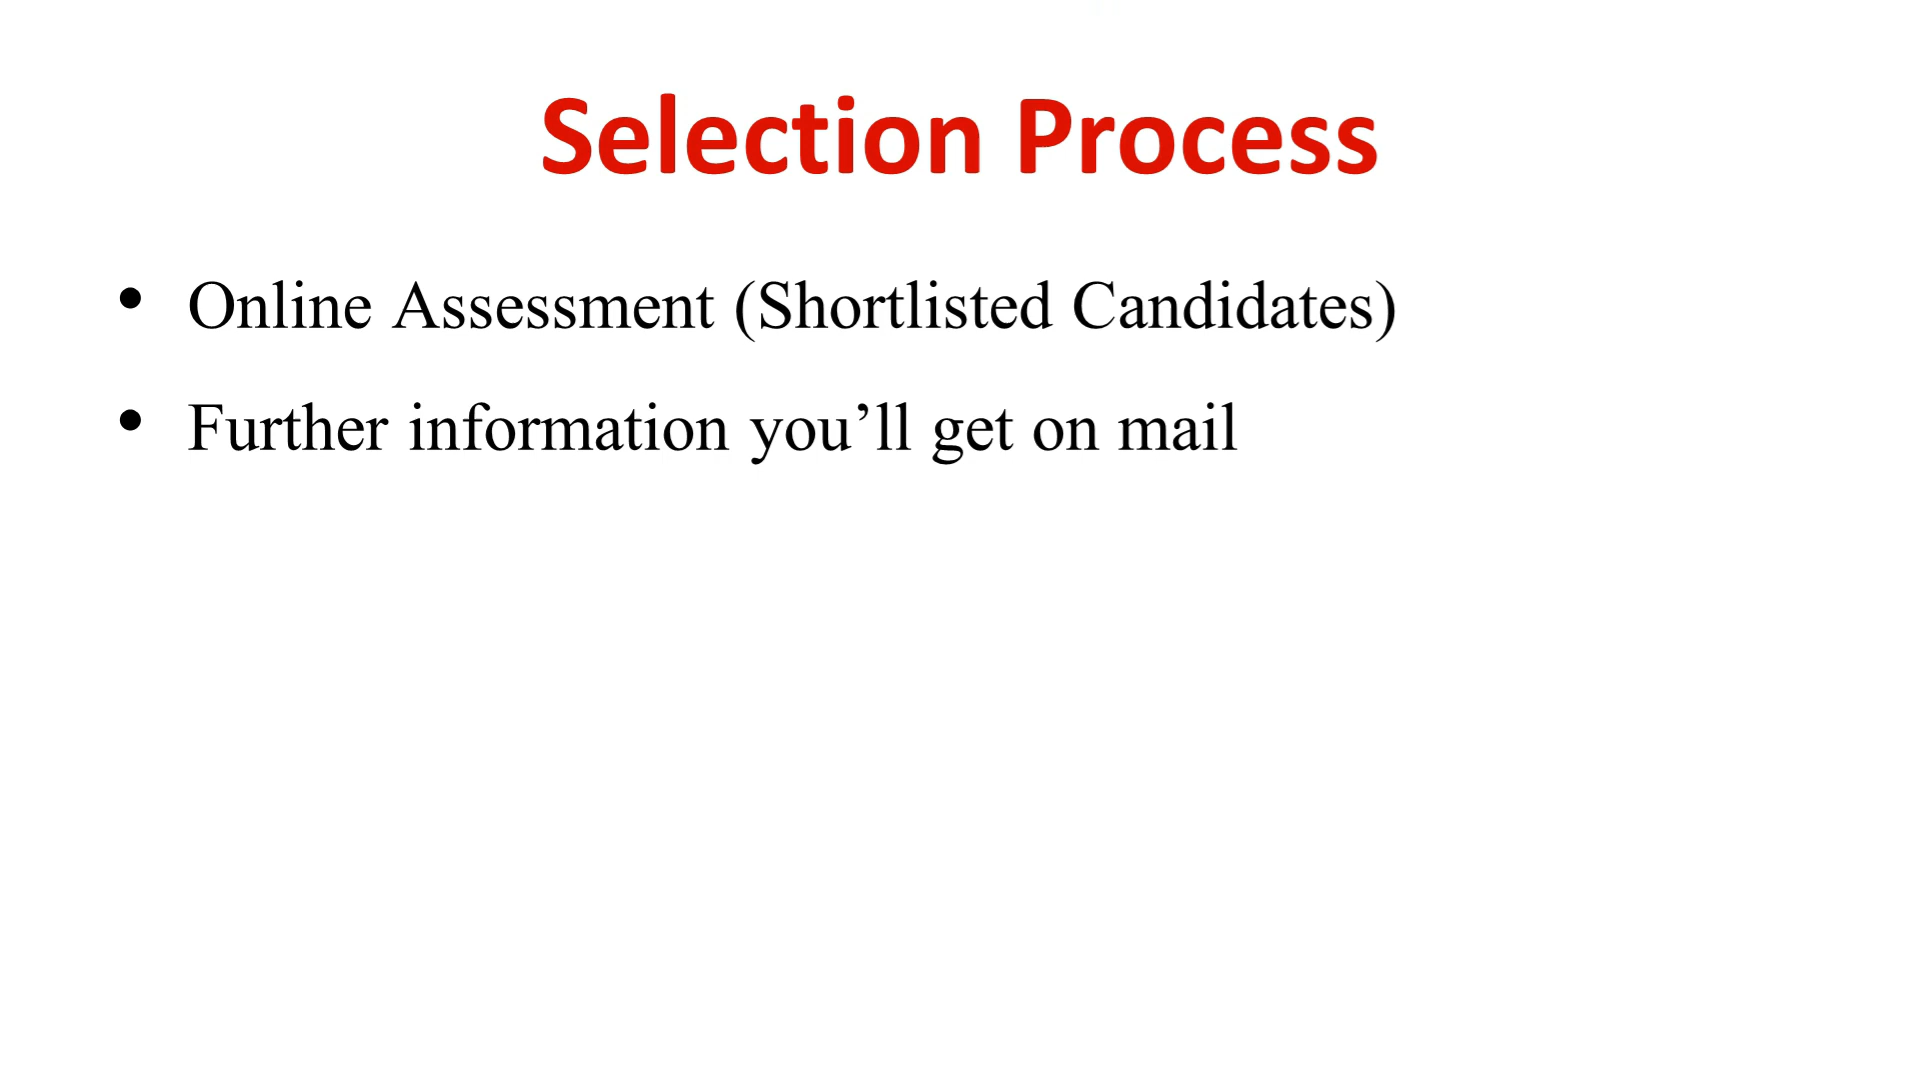 Selection Process
• Online Assessment (Shortlisted Candidates)
• Further information you’ll get on mail